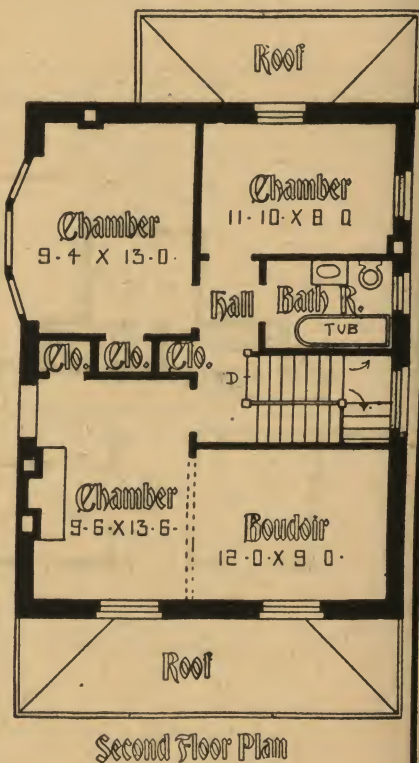 Roof
Chamber
9-4 X 13-0-
Chamber
11-10-X 8 0
Hall
Bath R.
TUB
Clo.
Clo.
Clo.
D
Chamber
9-6-X13-6-
Boudoir
12-0-X 9 0-
Roof
Second Floor Plan